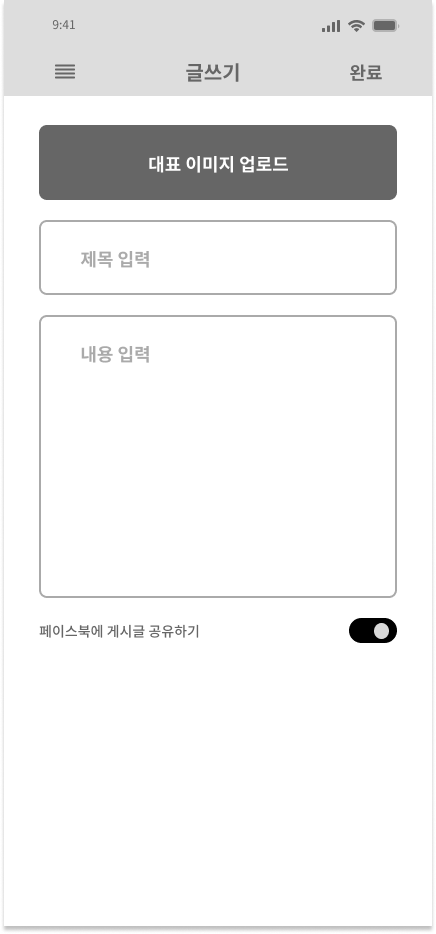 9:41
글쓰기
완료
대표 이미지 업로드
제목 입력
내용 입력
페이스북에 게시글 공유하기